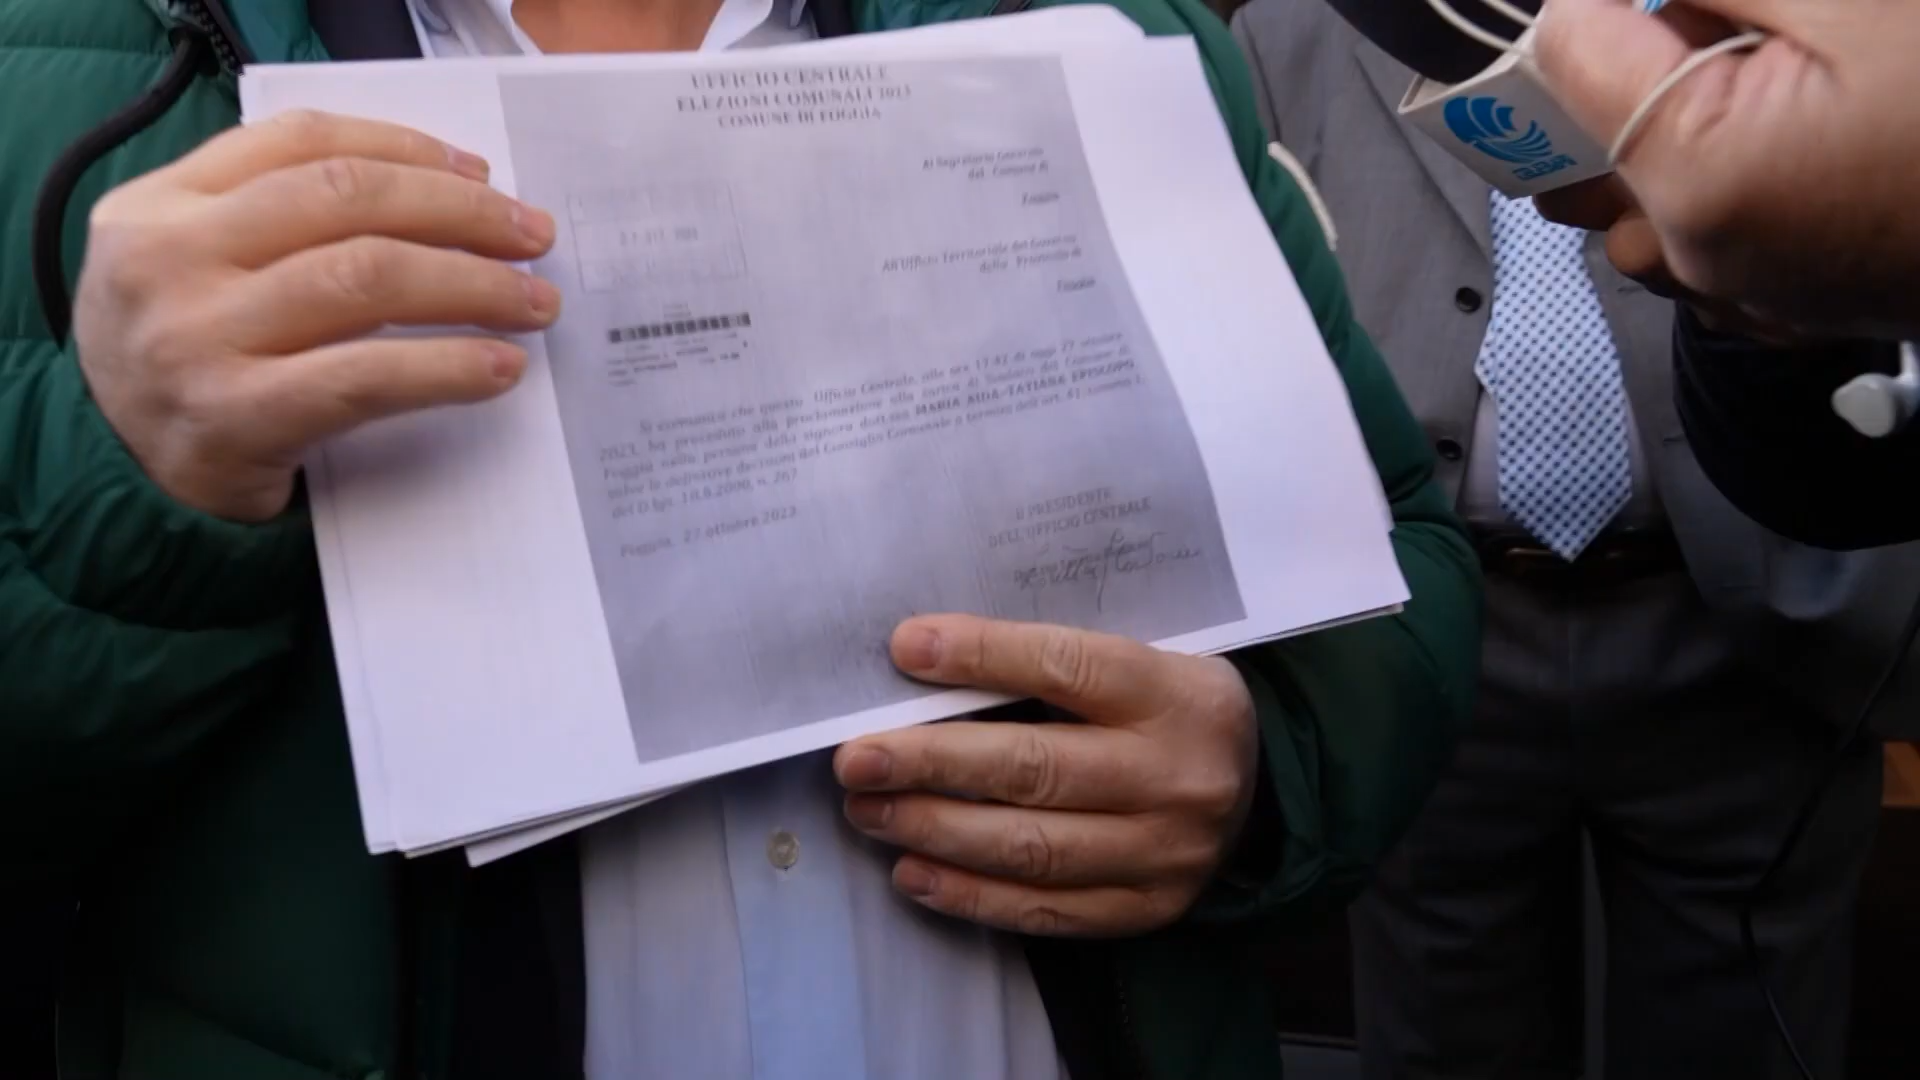 UFFICIO CENTRALE
ELEZIONI COMUNALI 2023
COMUNE DI FOGGIA
Al Segretario Generale
del Comune di
Foggia
All'Ufficio Territoriale del Governo
della Provincia di
Foggia
Si comunica che questo Ufficio Centrale, alle ore 13:42 di oggi 27 ottobre
2023, ha proceduto alla proclamazione alla carica di Sindaco del Comune di
Foggia nella persona della signora dott.ssa MARIA AIDA TATIANA EPISCOPO
salve le definitive decisioni del Consiglio Comunale a termini dell'art. 41, comma 1,
del D.lgs. 18.8.2000, n. 267
Foggia, 27 ottobre 2023
Il PRESIDENTE
DELL'UFFICIO CENTRALE